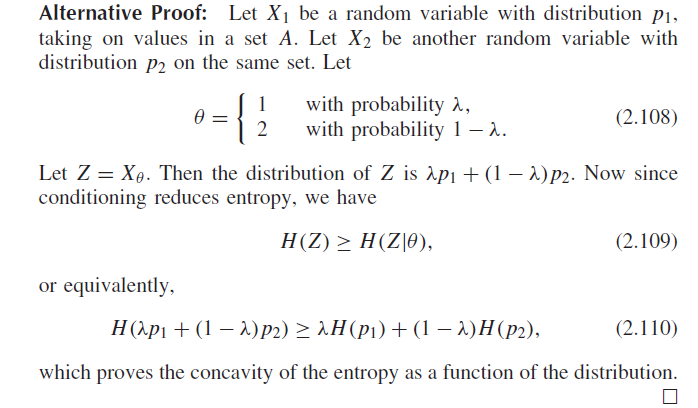 Alternative Proof: Let X₁ be a random variable with distribution p₁,
taking on values in a set A. Let X₂ be another random variable with
distribution p₂ on the same set. Let
θ = { 1 with probability λ,
2 with probability 1 − λ. (2.108)
Let Z = X_θ. Then the distribution of Z is λp₁ + (1 − λ)p₂. Now since
conditioning reduces entropy, we have
H(Z) ≥ H(Z|θ), (2.109)
or equivalently,
H(λp₁ + (1 − λ)p₂) ≥ λH(p₁) + (1 − λ)H(p₂), (2.110)
which proves the concavity of the entropy as a function of the distribution.
□